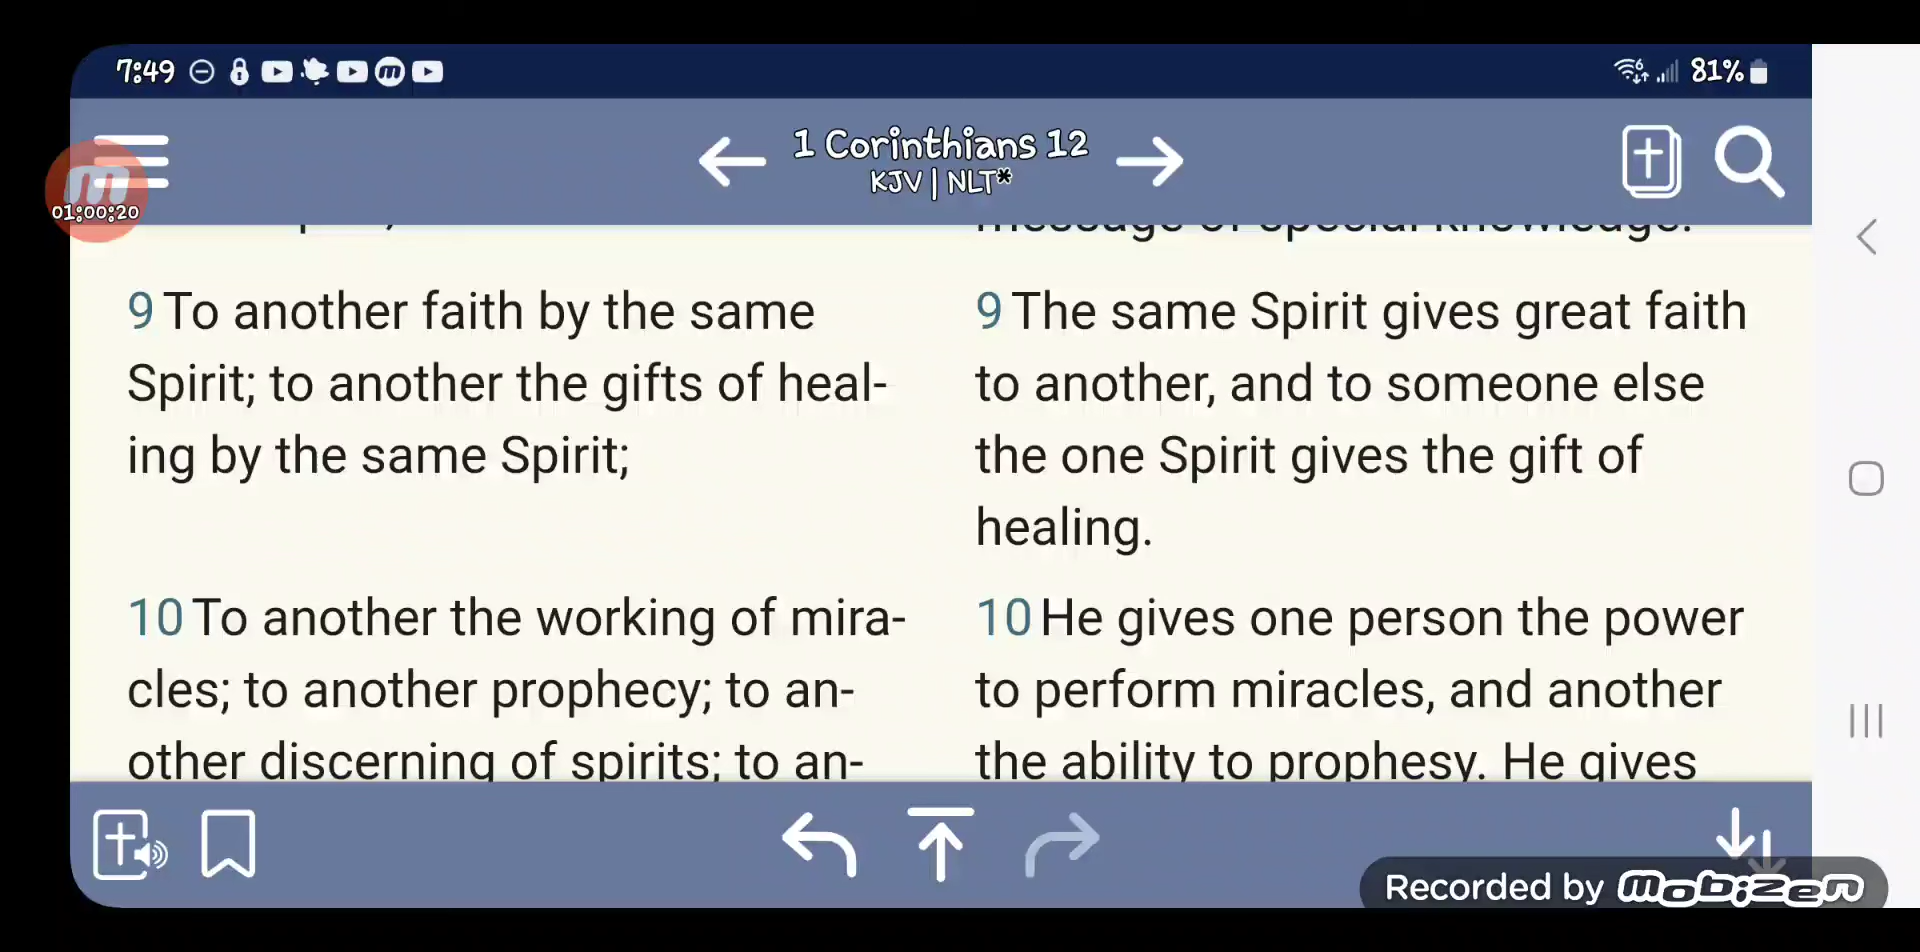 7:49
81%
1 Corinthians 12
KJV | NLT*
01:00:20
message of special knowledge.
9 To another faith by the same
Spirit; to another the gifts of heal-
ing by the same Spirit;
9 The same Spirit gives great faith
to another, and to someone else
the one Spirit gives the gift of
healing.
10 To another the working of mira-
cles; to another prophecy; to an-
other discerning of spirits; to an-
10 He gives one person the power
to perform miracles, and another
the ability to prophesy. He gives
Recorded by Mobizen